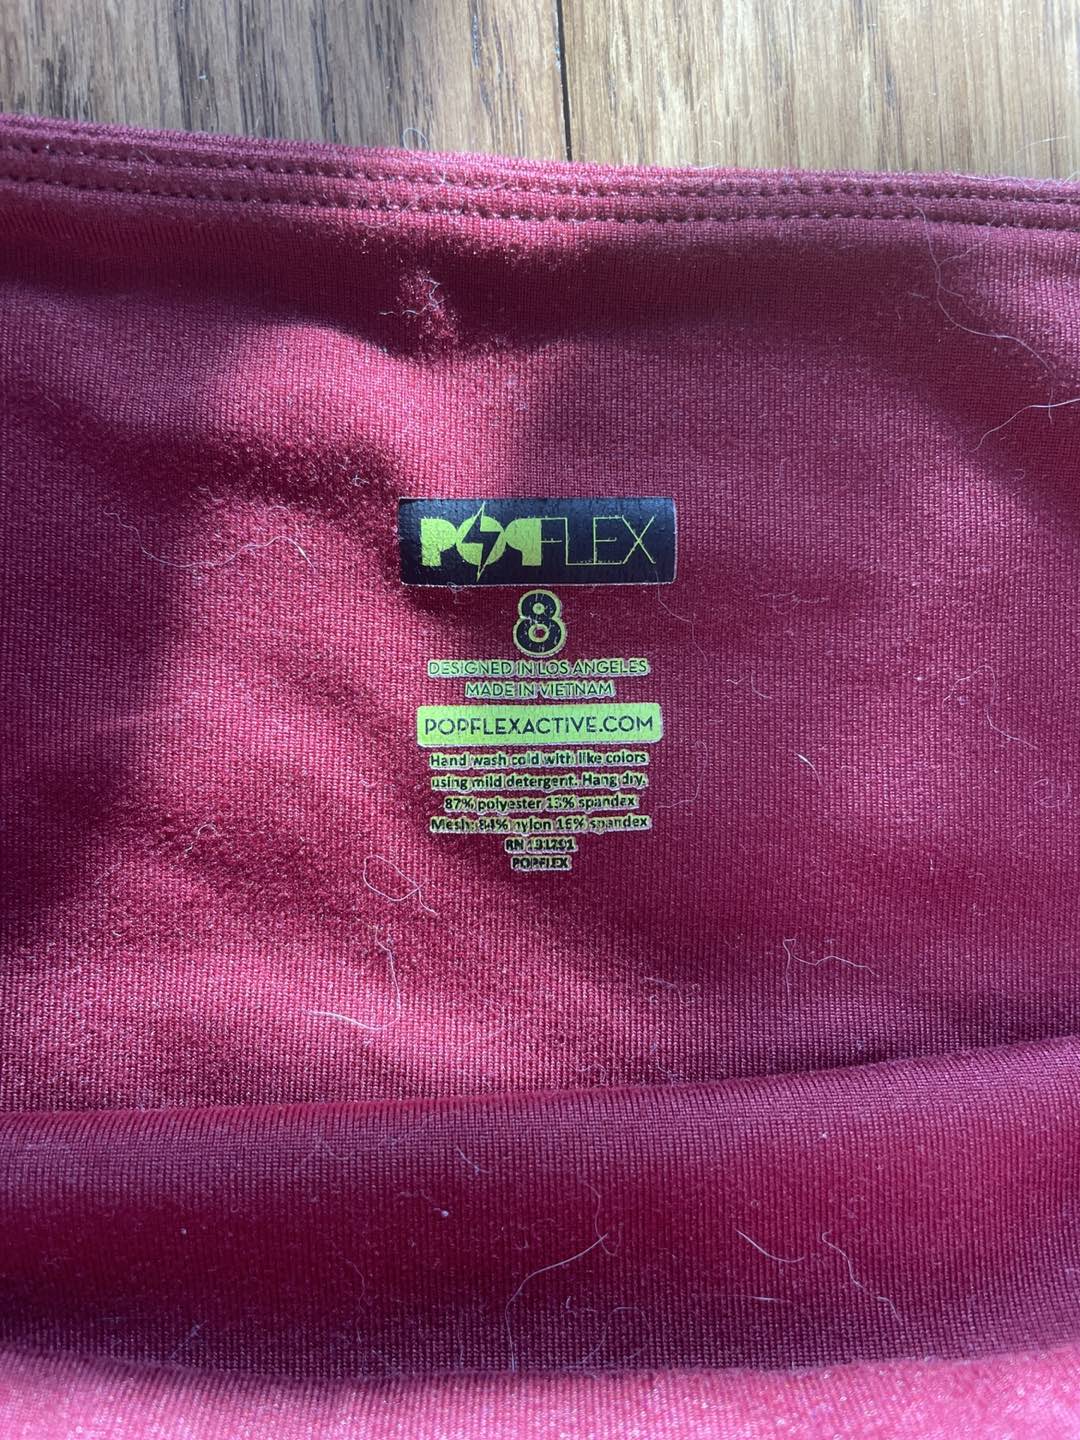 POPFLEX
8
DESIGNED IN LOS ANGELES
MADE IN VIETNAM
POPFLEXACTIVE.COM
Hand wash cold with like colors
using mild detergent. Hang dry.
87% polyester 13% spandex
Mesh: 84% nylon 16% spandex
RN
POPFLEX